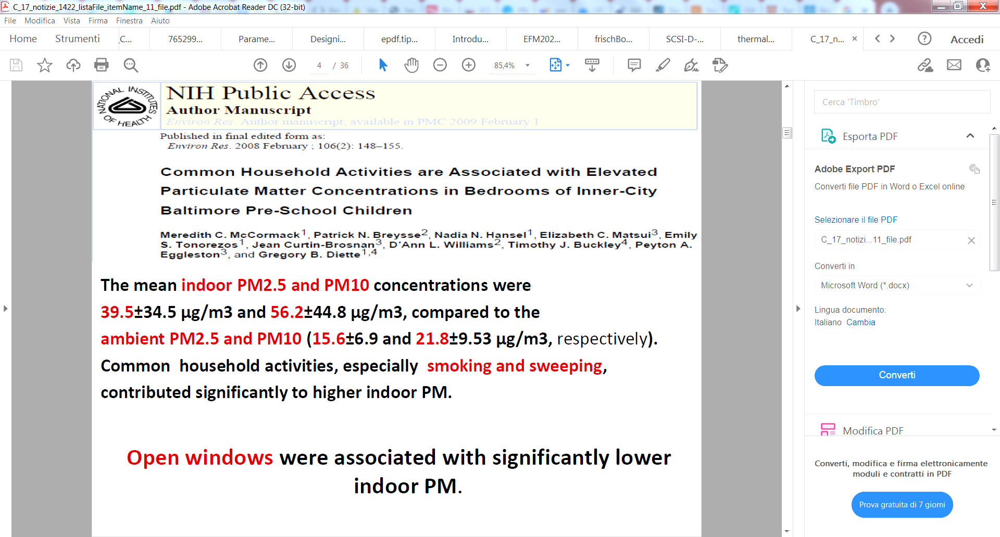 C_17_notizie_1422_listaFile_itemName_11_file.pdf - Adobe Acrobat Reader DC (32-bit)
File Modifica Vista Firma Finestra Aiuto
Home Strumenti _C... 765299... Parame... Designi... epdf.tip... Introdu... EFM202... frischBo... SCSI-D-... thermal... C_17_n... Accedi
4 / 36 85,4%
NATIONAL INSTITUTES OF HEALTH
NIH Public Access
Author Manuscript
Environ Res. Author manuscript; available in PMC 2009 February 1.
Published in final edited form as:
Environ Res. 2008 February ; 106(2): 148–155.
Common Household Activities are Associated with Elevated
Particulate Matter Concentrations in Bedrooms of Inner-City
Baltimore Pre-School Children
Meredith C. McCormack1, Patrick N. Breysse2, Nadia N. Hansel1, Elizabeth C. Matsui3, Emily
S. Tonorezos1, Jean Curtin-Brosnan3, D'Ann L. Williams2, Timothy J. Buckley4, Peyton A.
Eggleston3, and Gregory B. Diette1,4
The mean indoor PM2.5 and PM10 concentrations were
39.5±34.5 µg/m3 and 56.2±44.8 µg/m3, compared to the
ambient PM2.5 and PM10 (15.6±6.9 and 21.8±9.53 µg/m3, respectively).
Common household activities, especially smoking and sweeping,
contributed significantly to higher indoor PM.
Open windows were associated with significantly lower
indoor PM.
Cerca 'Timbro'
Esporta PDF
Adobe Export PDF
Converti file PDF in Word o Excel online
Selezionare il file PDF
C_17_notizi...11_file.pdf
Converti in
Microsoft Word (*.docx)
Lingua documento:
Italiano Cambia
Converti
Modifica PDF
Converti, modifica e firma elettronicamente
moduli e contratti in PDF
Prova gratuita di 7 giorni